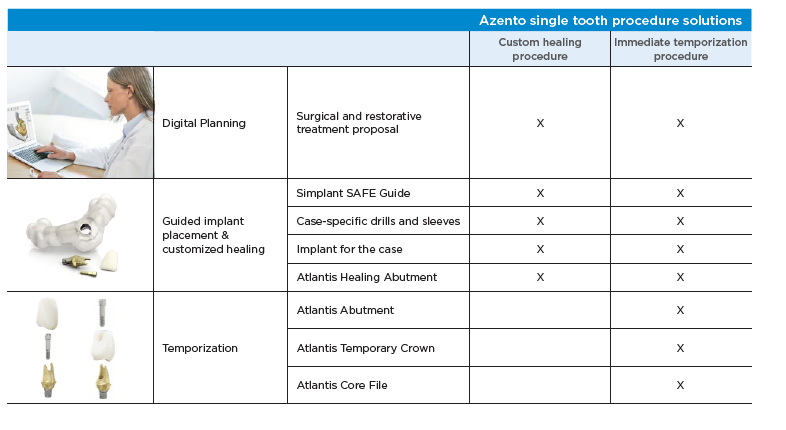 Azento single tooth procedure solutions
Custom healing
procedure
Immediate temporization
procedure
Digital Planning
Surgical and restorative
treatment proposal
X
X
Guided implant
placement &
customized healing
Simplant SAFE Guide
X
X
Case-specific drills and sleeves
X
X
Implant for the case
X
X
Atlantis Healing Abutment
X
X
Temporization
Atlantis Abutment
X
Atlantis Temporary Crown
X
Atlantis Core File
X